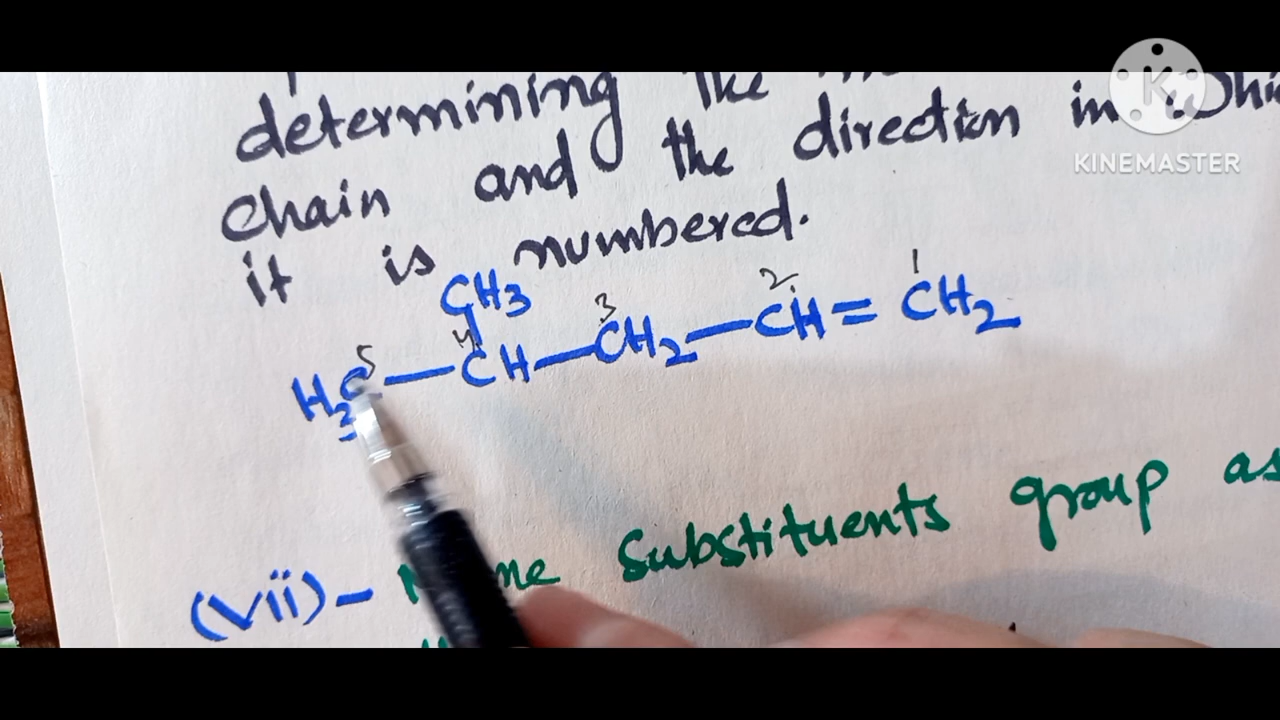 determining the
chain and the direction in
it is numbered.
CH3
5 4 3 2 1
H3C — CH — CH2 — CH = CH2
(vii) - substituents group as
K
KINEMASTER